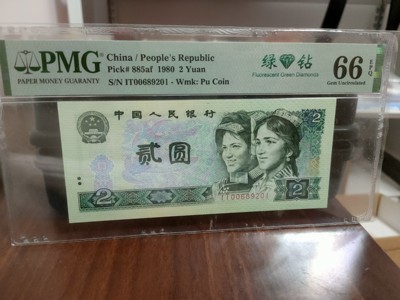 PMG
PAPER MONEY GUARANTY
China / People's Republic
Pick# 885af 1980 2 Yuan
S/N IT00689201 - Wmk: Pu Coin
绿 钻
Fluorescent Green Diamonds
66 EPQ
Gem Uncirculated
中国人民银行
2
贰圆
IT00689201
2
2